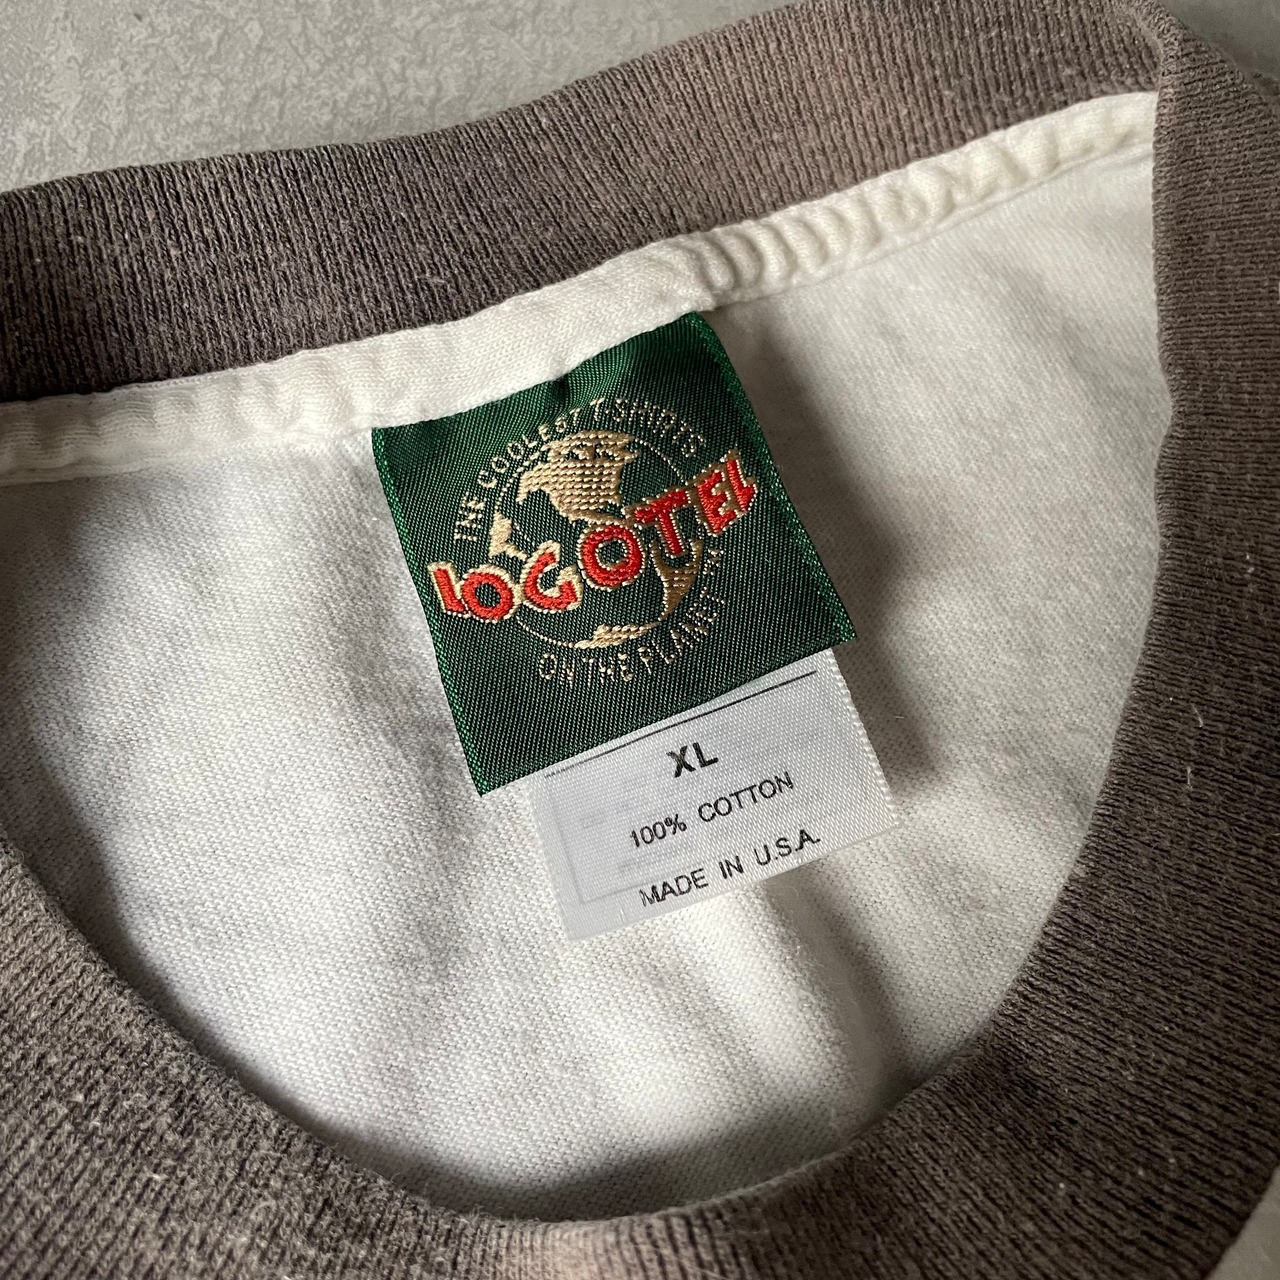 THE COOLEST T-SHIRTS
LOGOTEL
ON THE PLANET
XL
100% COTTON
MADE IN U.S.A.